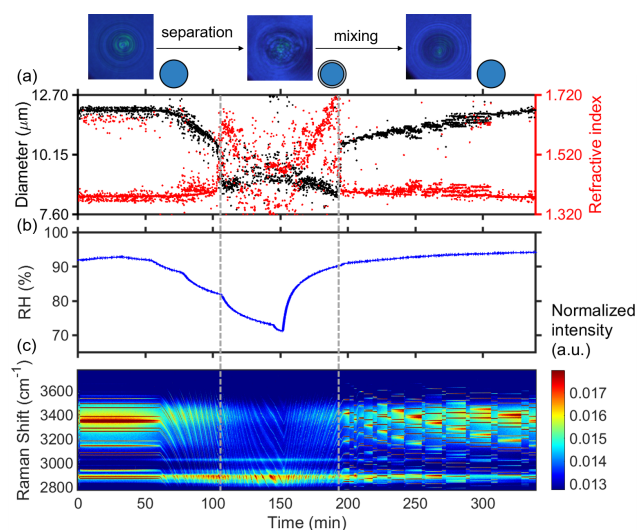 separation
mixing
(a)
12.70
10.15
7.60
Diameter (μm)
1.720
1.520
1.320
Refractive index
(b)
100
90
80
70
RH (%)
(c)
3600
3400
3200
3000
2800
Raman Shift (cm-1)
0
50
100
150
200
250
300
Time (min)
Normalized
intensity
(a.u.)
0.017
0.016
0.015
0.014
0.013